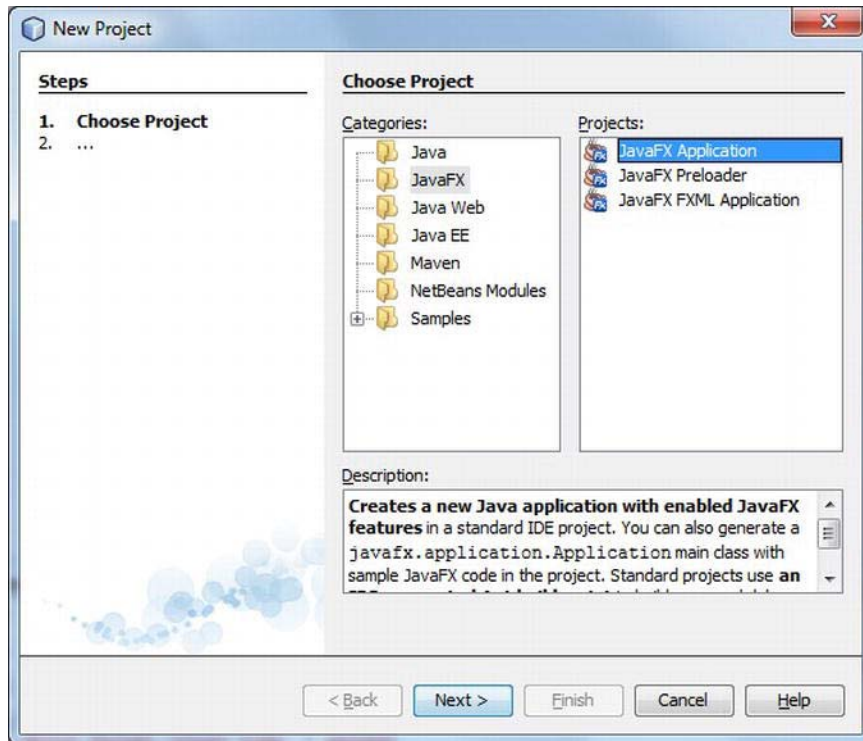 New Project
Steps
1. Choose Project
2. ...
Choose Project
Categories:
Java
JavaFX
Java Web
Java EE
Maven
NetBeans Modules
Samples
Projects:
JavaFX Application
JavaFX Preloader
JavaFX FXML Application
Description:
Creates a new Java application with enabled JavaFX
features in a standard IDE project. You can also generate a
javafx.application.Application main class with
sample JavaFX code in the project. Standard projects use an
< Back
Next >
Finish
Cancel
Help